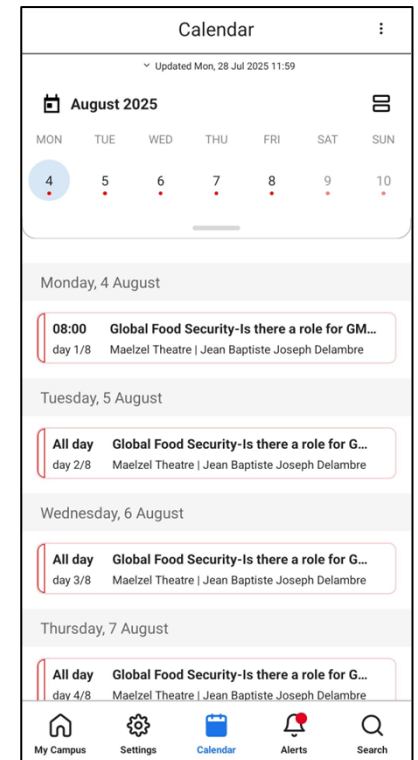 Calendar
Updated Mon, 28 Jul 2025 11:59
August 2025
MON TUE WED THU FRI SAT SUN
4 5 6 7 8 9 10
Monday, 4 August
08:00 Global Food Security-Is there a role for GM...
day 1/8 Maelzel Theatre | Jean Baptiste Joseph Delambre
Tuesday, 5 August
All day Global Food Security-Is there a role for G...
day 2/8 Maelzel Theatre | Jean Baptiste Joseph Delambre
Wednesday, 6 August
All day Global Food Security-Is there a role for G...
day 3/8 Maelzel Theatre | Jean Baptiste Joseph Delambre
Thursday, 7 August
All day Global Food Security-Is there a role for G...
day 4/8 Maelzel Theatre | Jean Baptiste Joseph Delambre
My Campus Settings Calendar Alerts Search